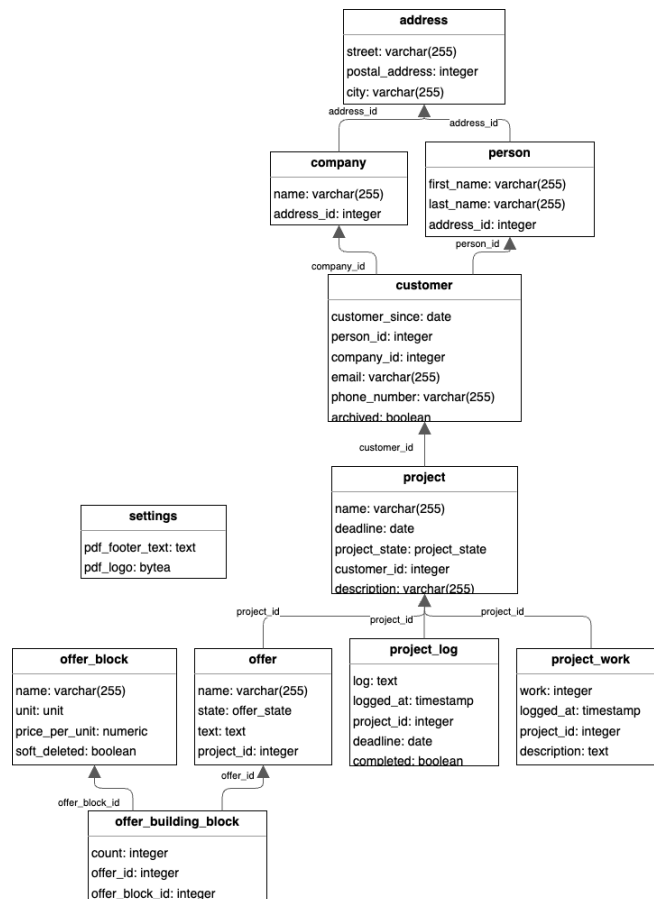 address
street: varchar(255)
postal_address: integer
city: varchar(255)
address_id
address_id
company
name: varchar(255)
address_id: integer
person
first_name: varchar(255)
last_name: varchar(255)
address_id: integer
person_id
company_id
customer
customer_since: date
person_id: integer
company_id: integer
email: varchar(255)
phone_number: varchar(255)
archived: boolean
customer_id
project
name: varchar(255)
deadline: date
project_state: project_state
customer_id: integer
description: varchar(255)
settings
pdf_footer_text: text
pdf_logo: bytea
project_id
project_id
project_id
offer_block
name: varchar(255)
unit: unit
price_per_unit: numeric
soft_deleted: boolean
offer
name: varchar(255)
state: offer_state
text: text
project_id: integer
project_log
log: text
logged_at: timestamp
project_id: integer
deadline: date
completed: boolean
project_work
work: integer
logged_at: timestamp
project_id: integer
description: text
offer_id
offer_block_id
offer_building_block
count: integer
offer_id: integer
offer_block_id: integer